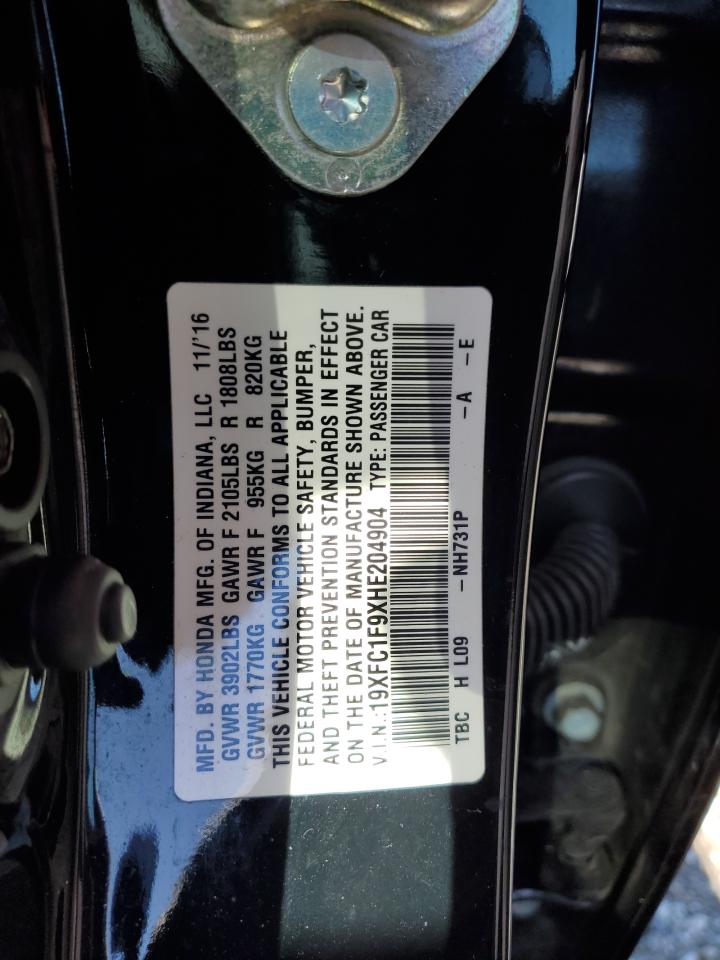 MFD. BY HONDA MFG. OF INDIANA, LLC 11/'16
GVWR 3902LBS GAWR F 2105LBS R 1808LBS
GVWR 1770KG GAWR F 955KG R 820KG
THIS VEHICLE CONFORMS TO ALL APPLICABLE
FEDERAL MOTOR VEHICLE SAFETY, BUMPER,
AND THEFT PREVENTION STANDARDS IN EFFECT
ON THE DATE OF MANUFACTURE SHOWN ABOVE.
V.I.N.:19XFC1F9XHE204904 TYPE: PASSENGER CAR
TBC H L09 -NH731P -A -E